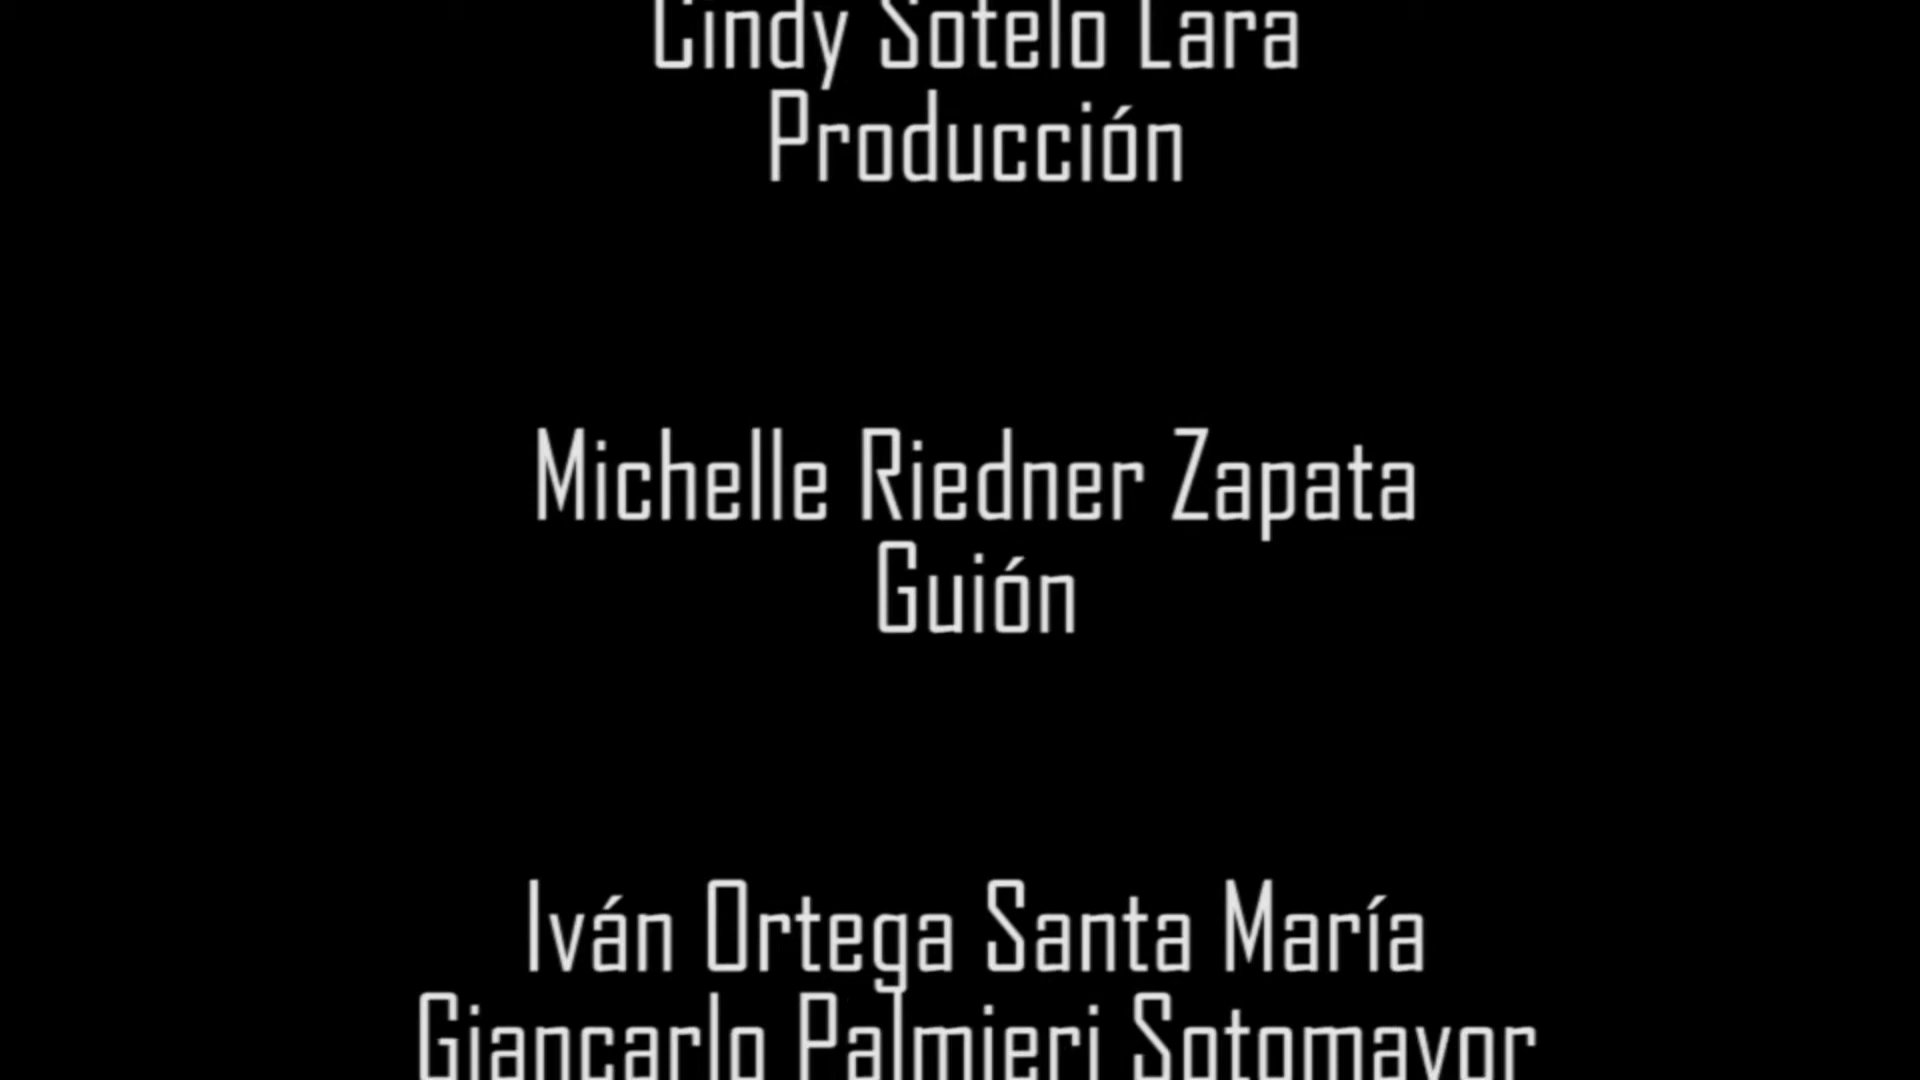 Cindy Sotelo Lara
Producción
Michelle Riedner Zapata
Guión
Iván Ortega Santa María
Giancarlo Palmieri Sotomayor